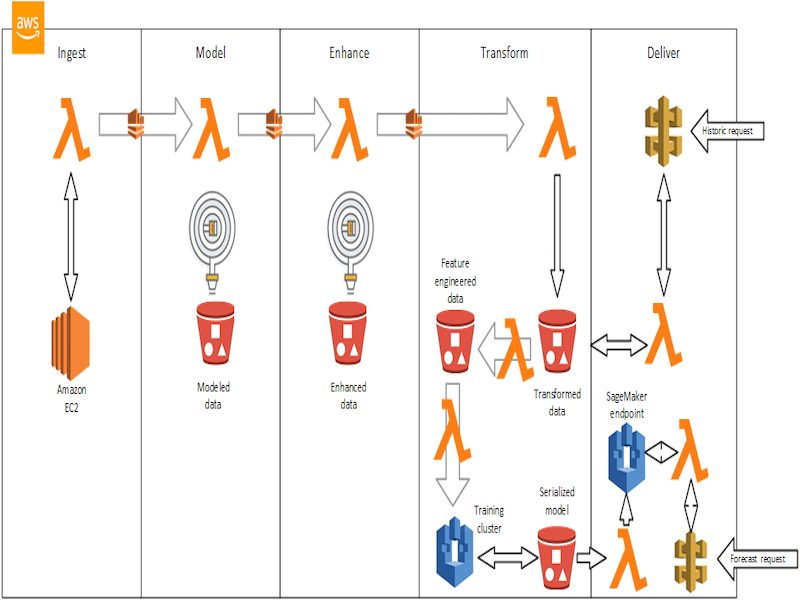 aws
Ingest
Model
Enhance
Transform
Deliver
Historic request
Feature
engineered
data
Amazon
EC2
Modeled
data
Enhanced
data
Transformed
data
SageMaker
endpoint
Training
cluster
Serialized
model
Forecast request